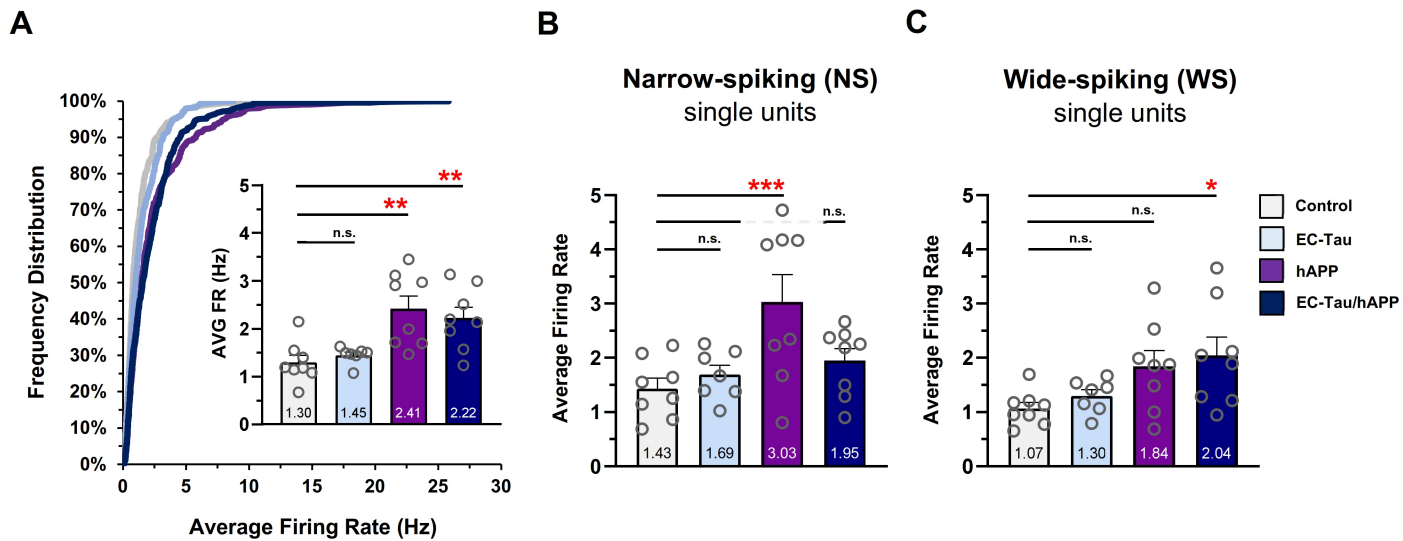 A
100%
90%
80%
70%
60%
50%
40%
30%
20%
10%
0%
Frequency Distribution
0
5
10
15
20
25
30
Average Firing Rate (Hz)
5
4
3
2
1
0
AVG FR (Hz)
**
**
n.s.
1.30
1.45
2.41
2.22
B
Narrow-spiking (NS)
single units
5
4
3
2
1
0
Average Firing Rate
***
n.s.
n.s.
1.43
1.69
3.03
1.95
C
Wide-spiking (WS)
single units
5
4
3
2
1
0
Average Firing Rate
*
n.s.
n.s.
1.07
1.30
1.84
2.04
Control
EC-Tau
hAPP
EC-Tau/hAPP